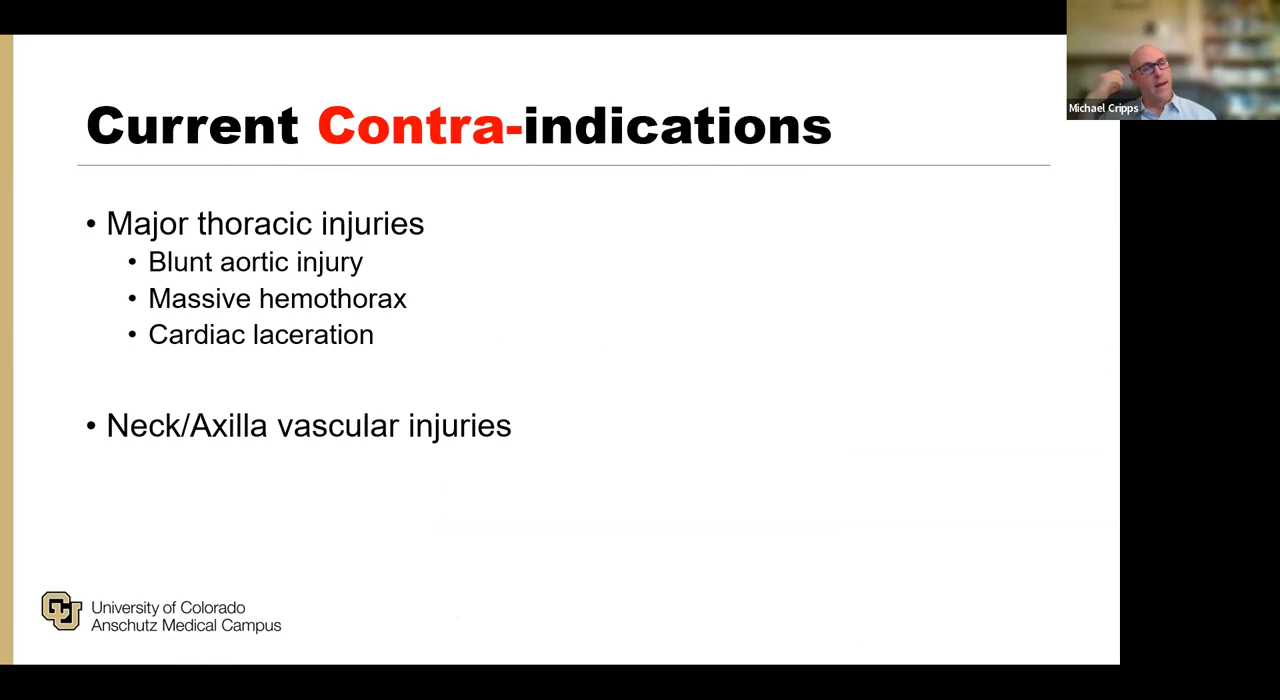 Current Contra-indications
• Major thoracic injuries
• Blunt aortic injury
• Massive hemothorax
• Cardiac laceration
• Neck/Axilla vascular injuries
CU
University of Colorado
Anschutz Medical Campus
Michael Cripps